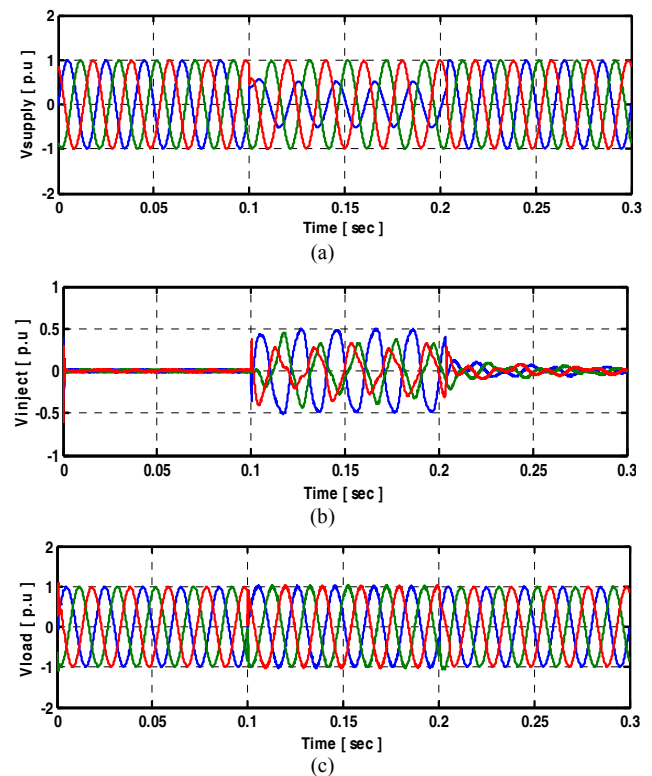 2
1
0
-1
-2
Vsupply [ p.u ]
0 0.05 0.1 0.15 0.2 0.25 0.3
Time [ sec ]
(a)
1
0.5
0
-0.5
-1
Vinject [ p.u ]
0 0.05 0.1 0.15 0.2 0.25 0.3
Time [ sec ]
(b)
2
1
0
-1
-2
Vload [ p.u ]
0 0.05 0.1 0.15 0.2 0.25 0.3
Time [ sec ]
(c)